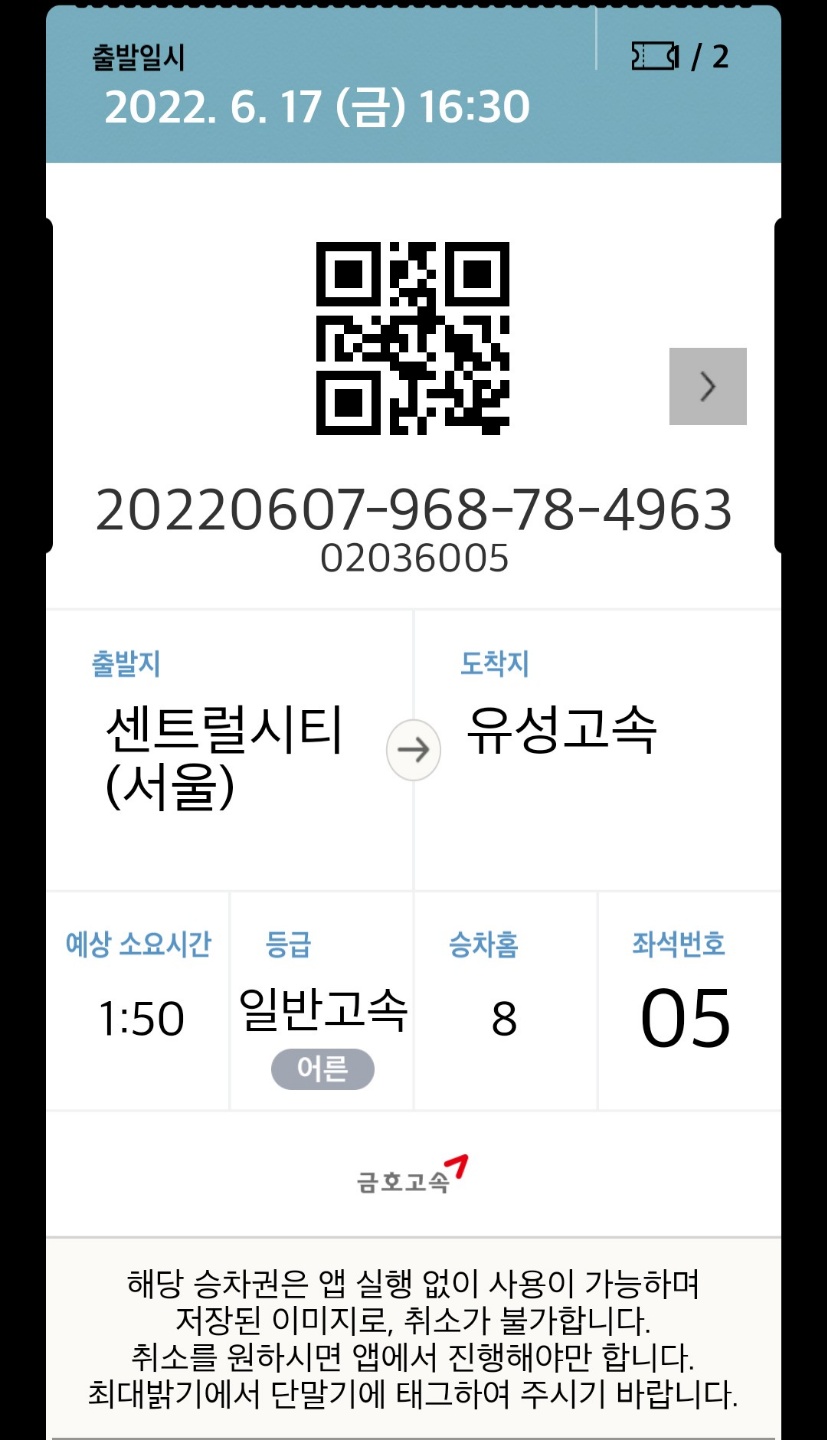 출발일시
1 / 2
2022. 6. 17 (금) 16:30
20220607-968-78-4963
02036005
출발지
도착지
센트럴시티
(서울)
유성고속
예상 소요시간
등급
승차홈
좌석번호
1:50
일반고속
8
05
어른
금호고속
해당 승차권은 앱 실행 없이 사용이 가능하며
저장된 이미지로, 취소가 불가합니다.
취소를 원하시면 앱에서 진행해야만 합니다.
최대밝기에서 단말기에 태그하여 주시기 바랍니다.